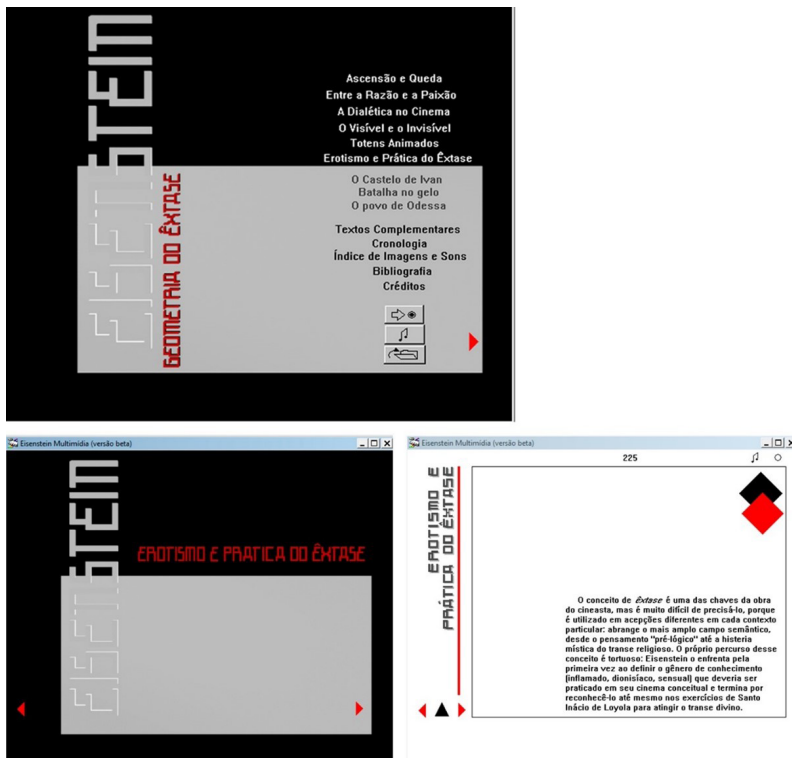 EISENSTEIN
GEOMETRIA DO ÊXTASE
Ascensão e Queda
Entre a Razão e a Paixão
A Dialética no Cinema
O Visível e o Invisível
Totens Animados
Erotismo e Prática do Êxtase
O Castelo de Ivan
Batalha no gelo
O povo de Odessa
Textos Complementares
Cronologia
Índice de Imagens e Sons
Bibliografia
Créditos
Eisenstein Multimídia (versão beta)
EISENSTEIN
EROTISMO E PRATICA DO ÊXTASE
Eisenstein Multimídia (versão beta)
225
EROTISMO E
PRÁTICA DO ÊXTASE
O conceito de êxtase é uma das chaves da obra
do cineasta, mas é muito difícil de precisá-lo, porque
é utilizado em acepções diferentes em cada contexto
particular: abrange o mais amplo campo semântico,
desde o pensamento "pré-lógico" até a histeria
mística do transe religioso. O próprio percurso desse
conceito é tortuoso: Eisenstein o enfrenta pela
primeira vez ao definir o gênero de conhecimento
(inflamado, dionisíaco, sensual) que deveria ser
praticado em seu cinema conceitual e termina por
reconhecê-lo até mesmo nos exercícios de Santo
Inácio de Loyola para atingir o transe divino.